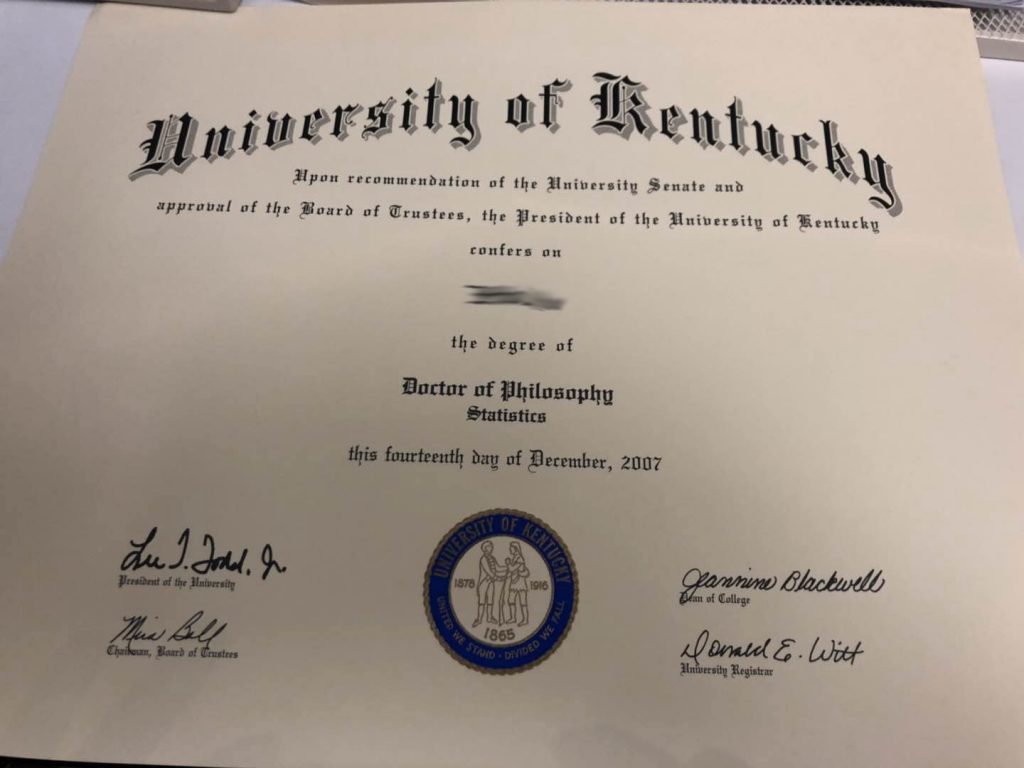 University of Kentucky
Upon recommendation of the University Senate and
approval of the Board of Trustees, the President of the University of Kentucky
confers on
the degree of
Doctor of Philosophy
Statistics
this fourteenth day of December, 2007
Lee T. Todd, Jr.
President of the University
Mira Ball
Chairman, Board of Trustees
UNIVERSITY OF KENTUCKY
1878 1916
1865
UNITED WE STAND · DIVIDED WE FALL
Jeannine Blackwell
Dean of College
Donald E. Witt
University Registrar